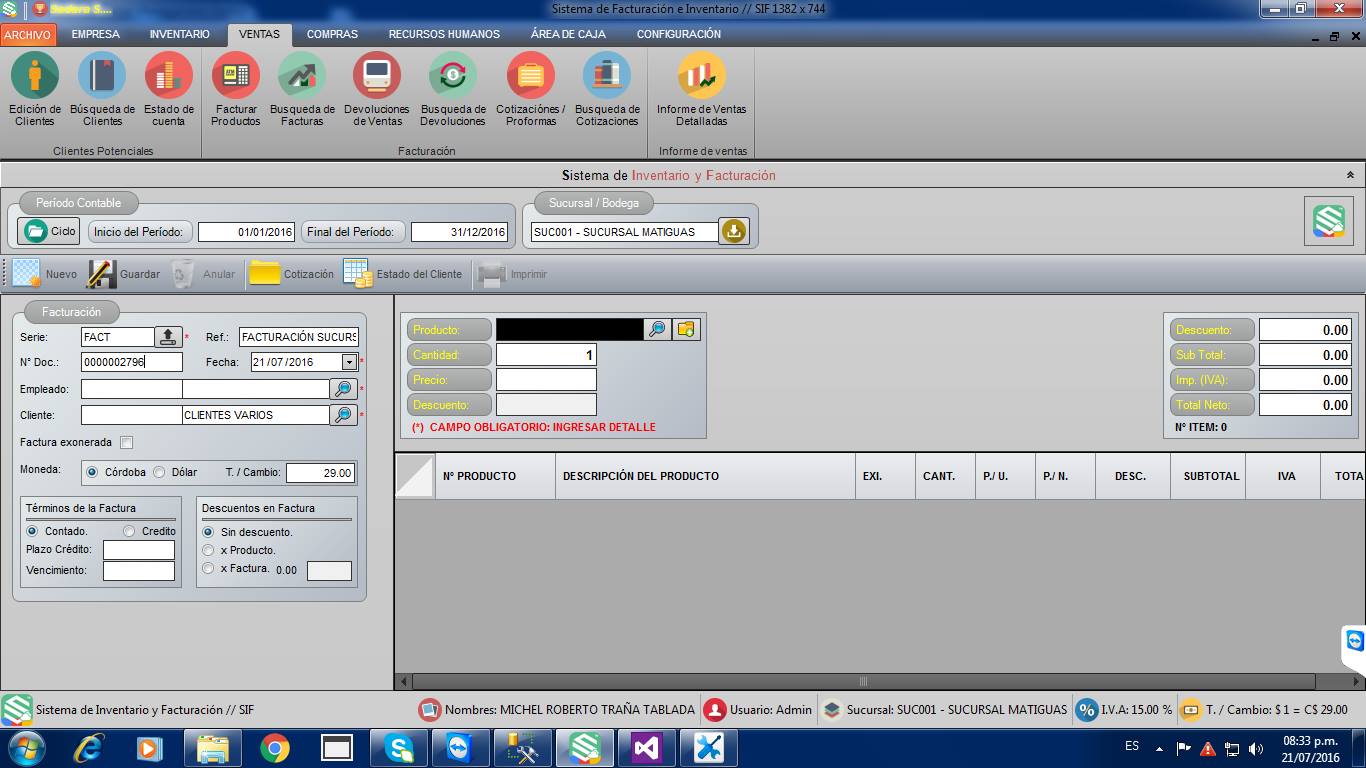 Sistema de Facturación e Inventario // SIF 1382 x 744
ARCHIVO EMPRESA INVENTARIO VENTAS COMPRAS RECURSOS HUMANOS ÁREA DE CAJA CONFIGURACIÓN
Edición de Clientes
Búsqueda de Clientes
Estado de cuenta
Facturar Productos
Busqueda de Facturas
Devoluciones de Ventas
Busqueda de Devoluciones
Cotizaciónes / Proformas
Busqueda de Cotizaciones
Informe de Ventas Detalladas
Clientes Potenciales
Facturación
Informe de ventas
Sistema de Inventario y Facturación
Período Contable
Ciclo
Inicio del Período: 01/01/2016
Final del Período: 31/12/2016
Sucursal / Bodega
SUC001 - SUCURSAL MATIGUAS
Nuevo Guardar Anular Cotización Estado del Cliente Imprimir
Facturación
Serie: FACT * Ref.: FACTURACIÓN SUCURS
N° Doc.: 0000002796 Fecha: 21/07/2016 *
Empleado: *
Cliente: CLIENTES VARIOS *
Factura exonerada
Moneda: Córdoba Dólar T. / Cambio: 29.00
Términos de la Factura
Contado. Credito
Plazo Crédito:
Vencimiento:
Descuentos en Factura
Sin descuento.
x Producto.
x Factura. 0.00
Producto:
Cantidad: 1
Precio:
Descuento:
(*) CAMPO OBLIGATORIO: INGRESAR DETALLE
Descuento: 0.00
Sub Total: 0.00
Imp. (IVA): 0.00
Total Neto: 0.00
Nº ITEM: 0
Nº PRODUCTO DESCRIPCIÓN DEL PRODUCTO EXI. CANT. P./ U. P./ N. DESC. SUBTOTAL IVA TOTA
Sistema de Inventario y Facturación // SIF
Nombres: MICHEL ROBERTO TRAÑA TABLADA
Usuario: Admin
Sucursal: SUC001 - SUCURSAL MATIGUAS
I.V.A: 15.00 %
T. / Cambio: $ 1 = C$ 29.00
ES
08:33 p.m.
21/07/2016